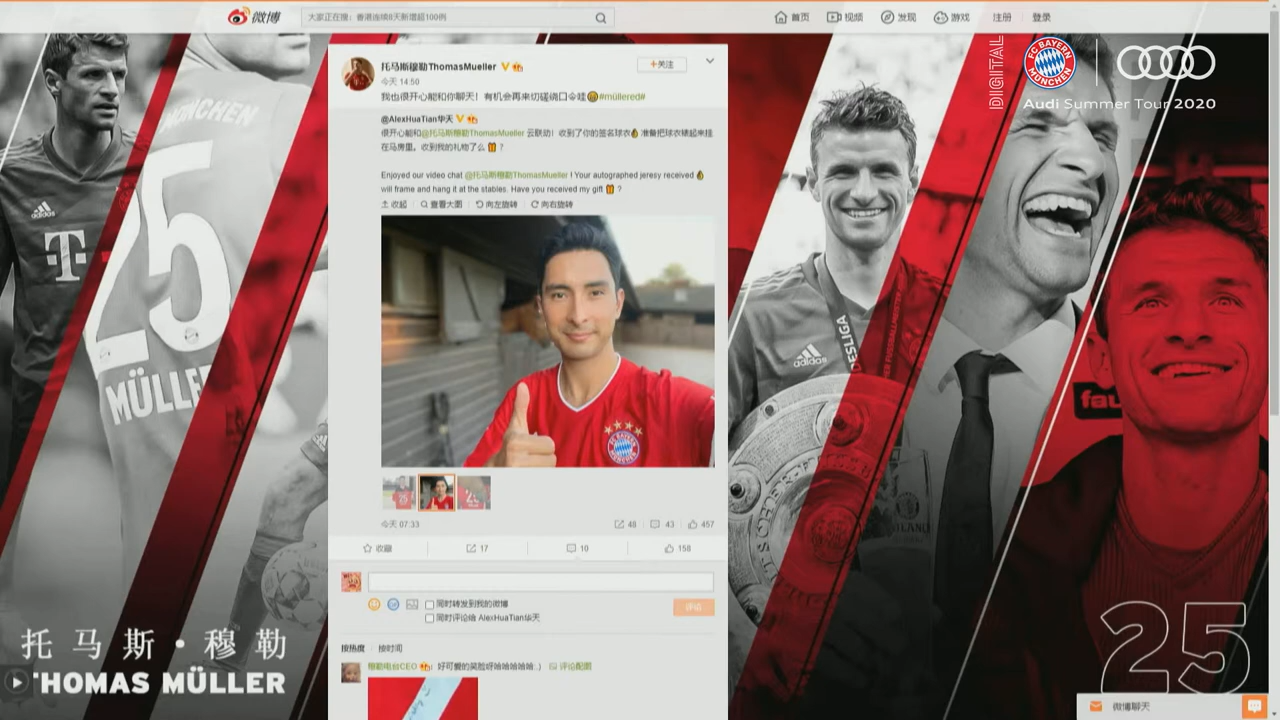 微博
大家正在搜：香港连续8天新增超100例
首页
视频
发现
游戏
注册
登录
托马斯穆勒ThomasMueller
+关注
今天 14:50
我也很开心能和你聊天！有机会再来切磋绕口令哇 #müllered#
@AlexHuaTian华天
很开心能和@托马斯穆勒ThomasMueller 云联动！收到了你的签名球衣 准备把球衣裱起来挂
在马房里。收到我的礼物了么 ？
Enjoyed our video chat @托马斯穆勒ThomasMueller ! Your autographed jeresy received
will frame and hang it at the stables. Have you received my gift ?
收起
查看大图
向左旋转
向右旋转
今天 07:33
48
43
457
收藏
17
10
158
同时转发到我的微博
同时评论给 AlexHuaTian华天
评论
按热度
按时间
穆勒电台CEO ：好可爱的笑脸呀哈哈哈哈哈:.) 评论配图
DIGITAL
FC BAYERN
MÜNCHEN
Audi Summer Tour 2020
adidas
T
MÜNCHEN
25
MÜLLER
adidas
DESLIGA
托马斯·穆勒
THOMAS MÜLLER
25
微博聊天